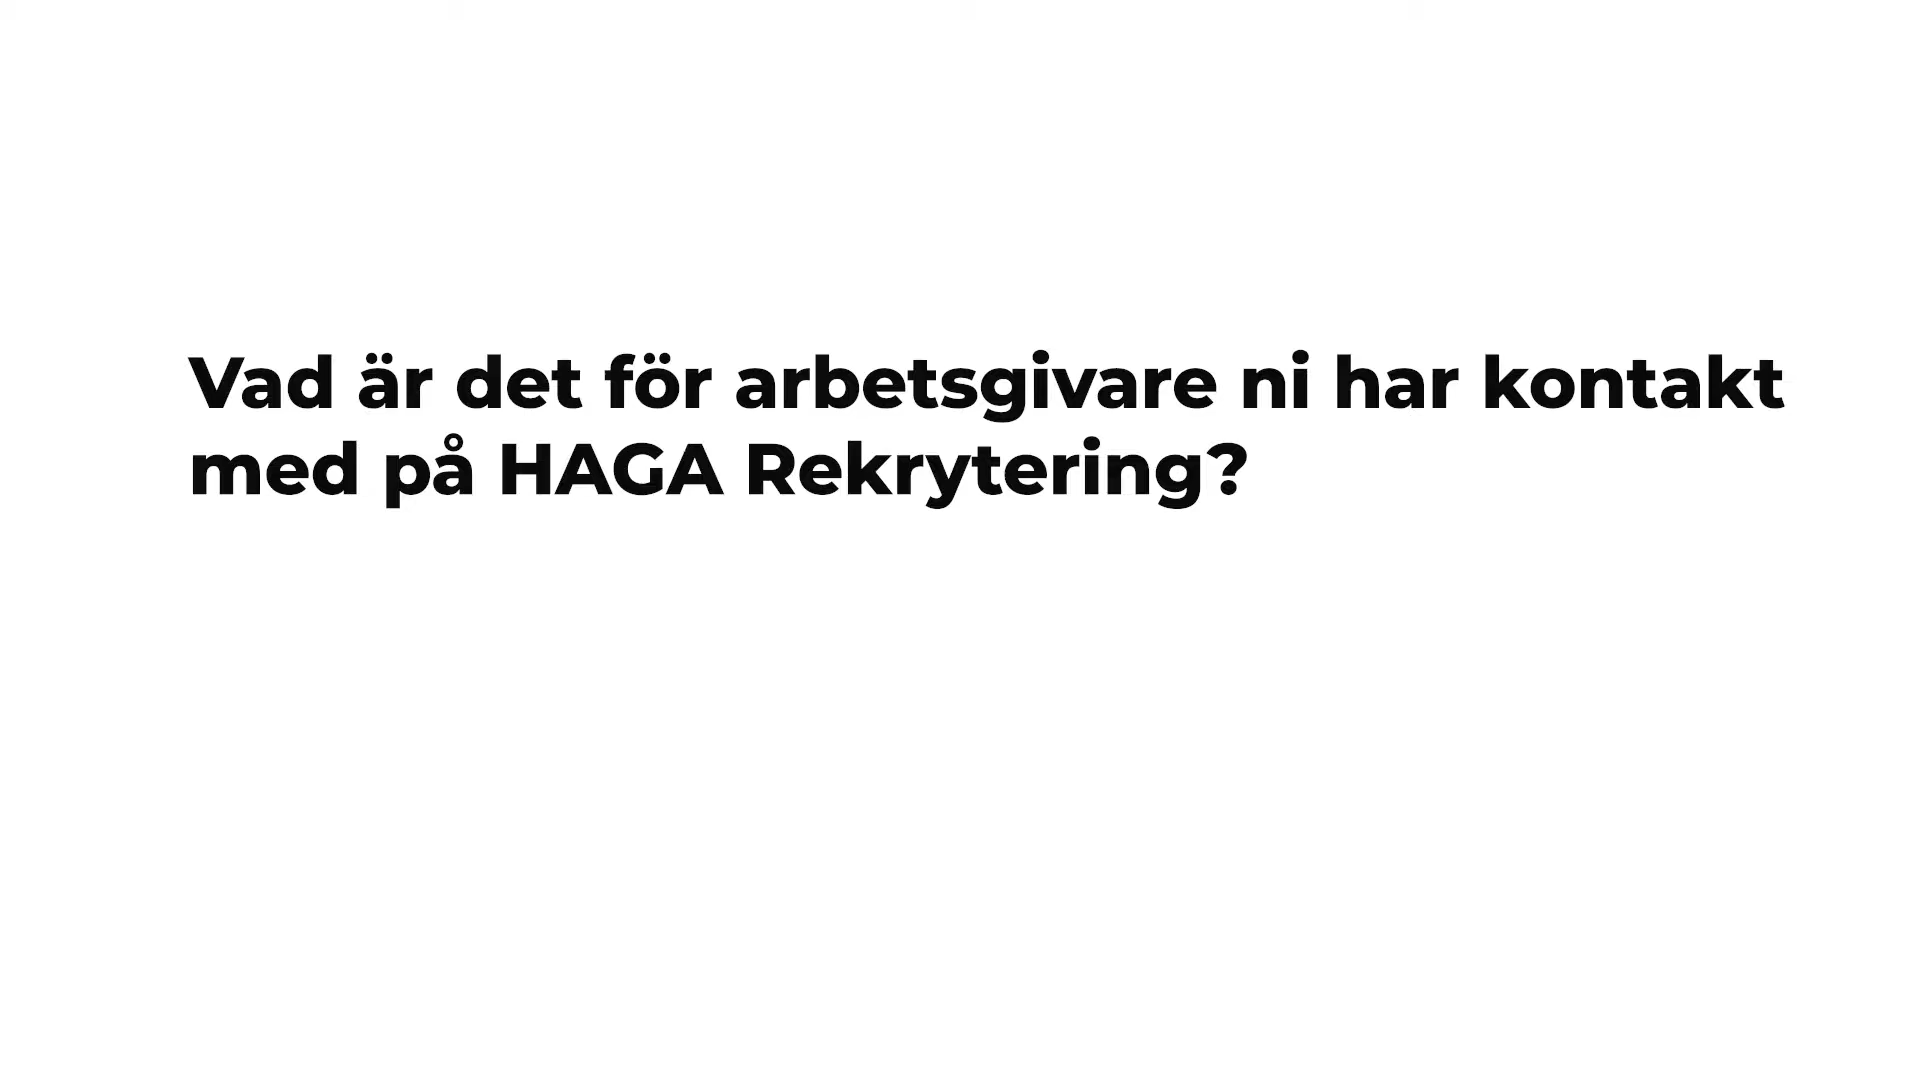 Vad är det för arbetsgivare ni har kontakt
med på HAGA Rekrytering?